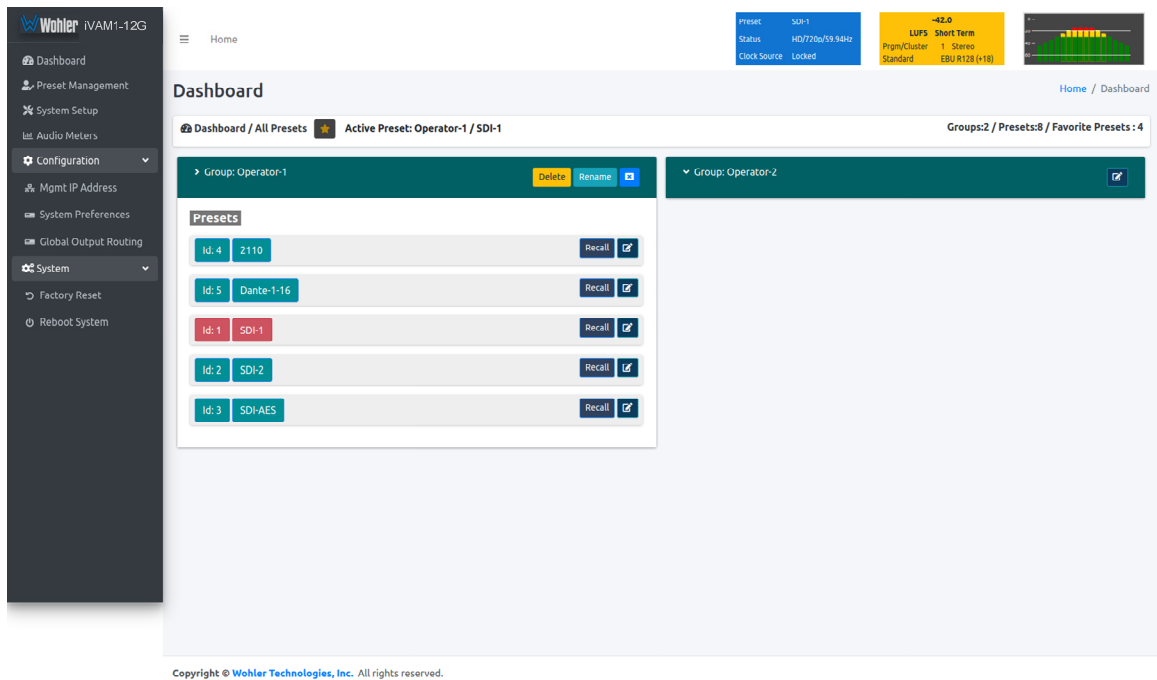 Wohler iVAM1-12G
Dashboard
Preset Management
System Setup
Audio Meters
Configuration
Mgmt IP Address
System Preferences
Global Output Routing
System
Factory Reset
Reboot System
Home
Preset SDI-1
Status HD/720p/59.94Hz
Clock Source Locked
-42.0
LUFS Short Term
Prgm/Cluster 1 Stereo
Standard EBU R128 (+18)
Dashboard
Home / Dashboard
Dashboard / All Presets Active Preset: Operator-1 / SDI-1
Groups:2 / Presets:8 / Favorite Presets : 4
Group: Operator-1 Delete Rename
Group: Operator-2
Presets
Id: 4 2110 Recall
Id: 5 Dante-1-16 Recall
Id: 1 SDI-1 Recall
Id: 2 SDI-2 Recall
Id: 3 SDI-AES Recall
Copyright © Wohler Technologies, Inc. All rights reserved.